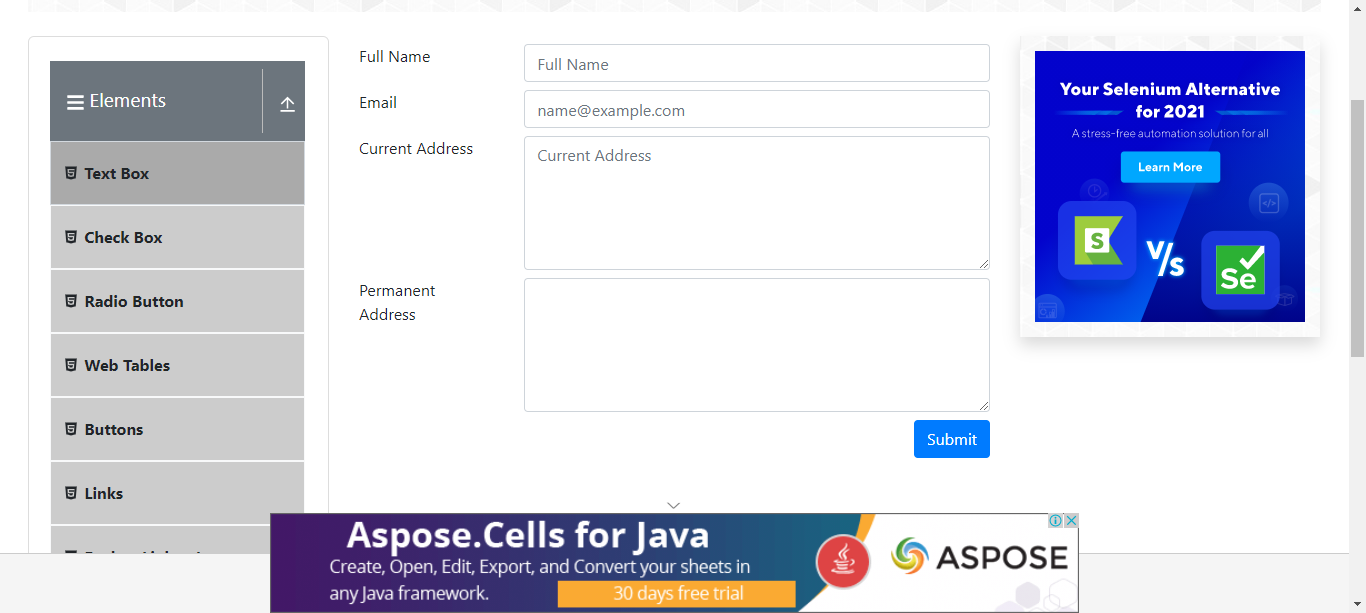 Elements
Text Box
Check Box
Radio Button
Web Tables
Buttons
Links
Full Name
Full Name
Email
name@example.com
Current Address
Current Address
Permanent
Address
Submit
Your Selenium Alternative
for 2021
A stress-free automation solution for all
Learn More
S
V/s
Se
Aspose.Cells for Java
Create, Open, Edit, Export, and Convert your sheets in
any Java framework.
30 days free trial
ASPOSE